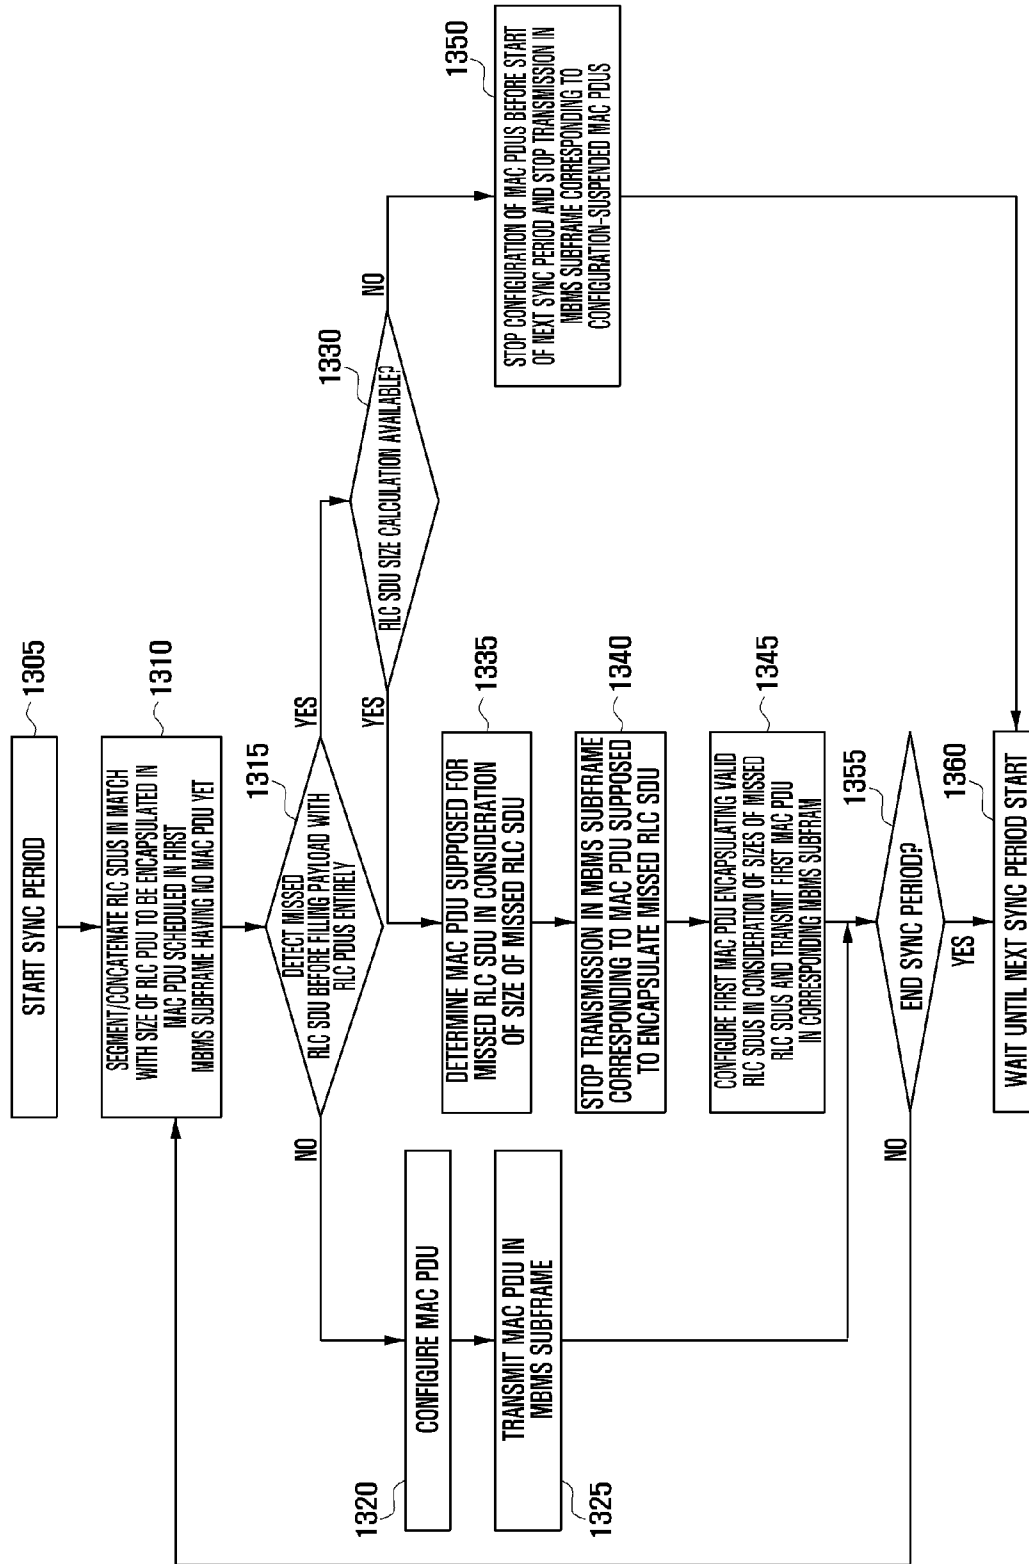 1305
START SYNC PERIOD
1310
SEGMENT/CONCATENATE RLC SDUS IN MATCH
WITH SIZE OF RLC PDU TO BE ENCAPSULATED IN
MAC PDU SCHEDULED IN FIRST
MBMS SUBFRAME HAVING NO MAC PDU YET
1315
DETECT MISSED
RLC SDU BEFORE FILLING PAYLOAD WITH
RLC PDUS ENTIRELY
NO
YES
1320
CONFIGURE MAC PDU
1325
TRANSMIT MAC PDU IN
MBMS SUBFRAME
1330
RLC SDU SIZE CALCULATION AVAILABLE?
YES
NO
1335
DETERMINE MAC PDU SUPPOSED FOR
MISSED RLC SDU IN CONSIDERATION
OF SIZE OF MISSED RLC SDU
1340
STOP TRANSMISSION IN MBMS SUBFRAME
CORRESPONDING TO MAC PDU SUPPOSED
TO ENCAPSULATE MISSED RLC SDU
1345
CONFIGURE FIRST MAC PDU ENCAPSULATING VALID
RLC SDUS IN CONSIDERATION OF SIZES OF MISSED
RLC SDUS AND TRANSMIT FIRST MAC PDU
IN CORRESPONDING MBMS SUBFRAM
1350
STOP CONFIGURATION OF MAC PDUS BEFORE START
OF NEXT SYNC PERIOD AND STOP TRANSMISSION IN
MBMS SUBFRAME CORRESPONDING TO
CONFIGURATION-SUSPENDED MAC PDUS
1355
END SYNC PERIOD?
NO
YES
1360
WAIT UNTIL NEXT SYNC PERIOD START